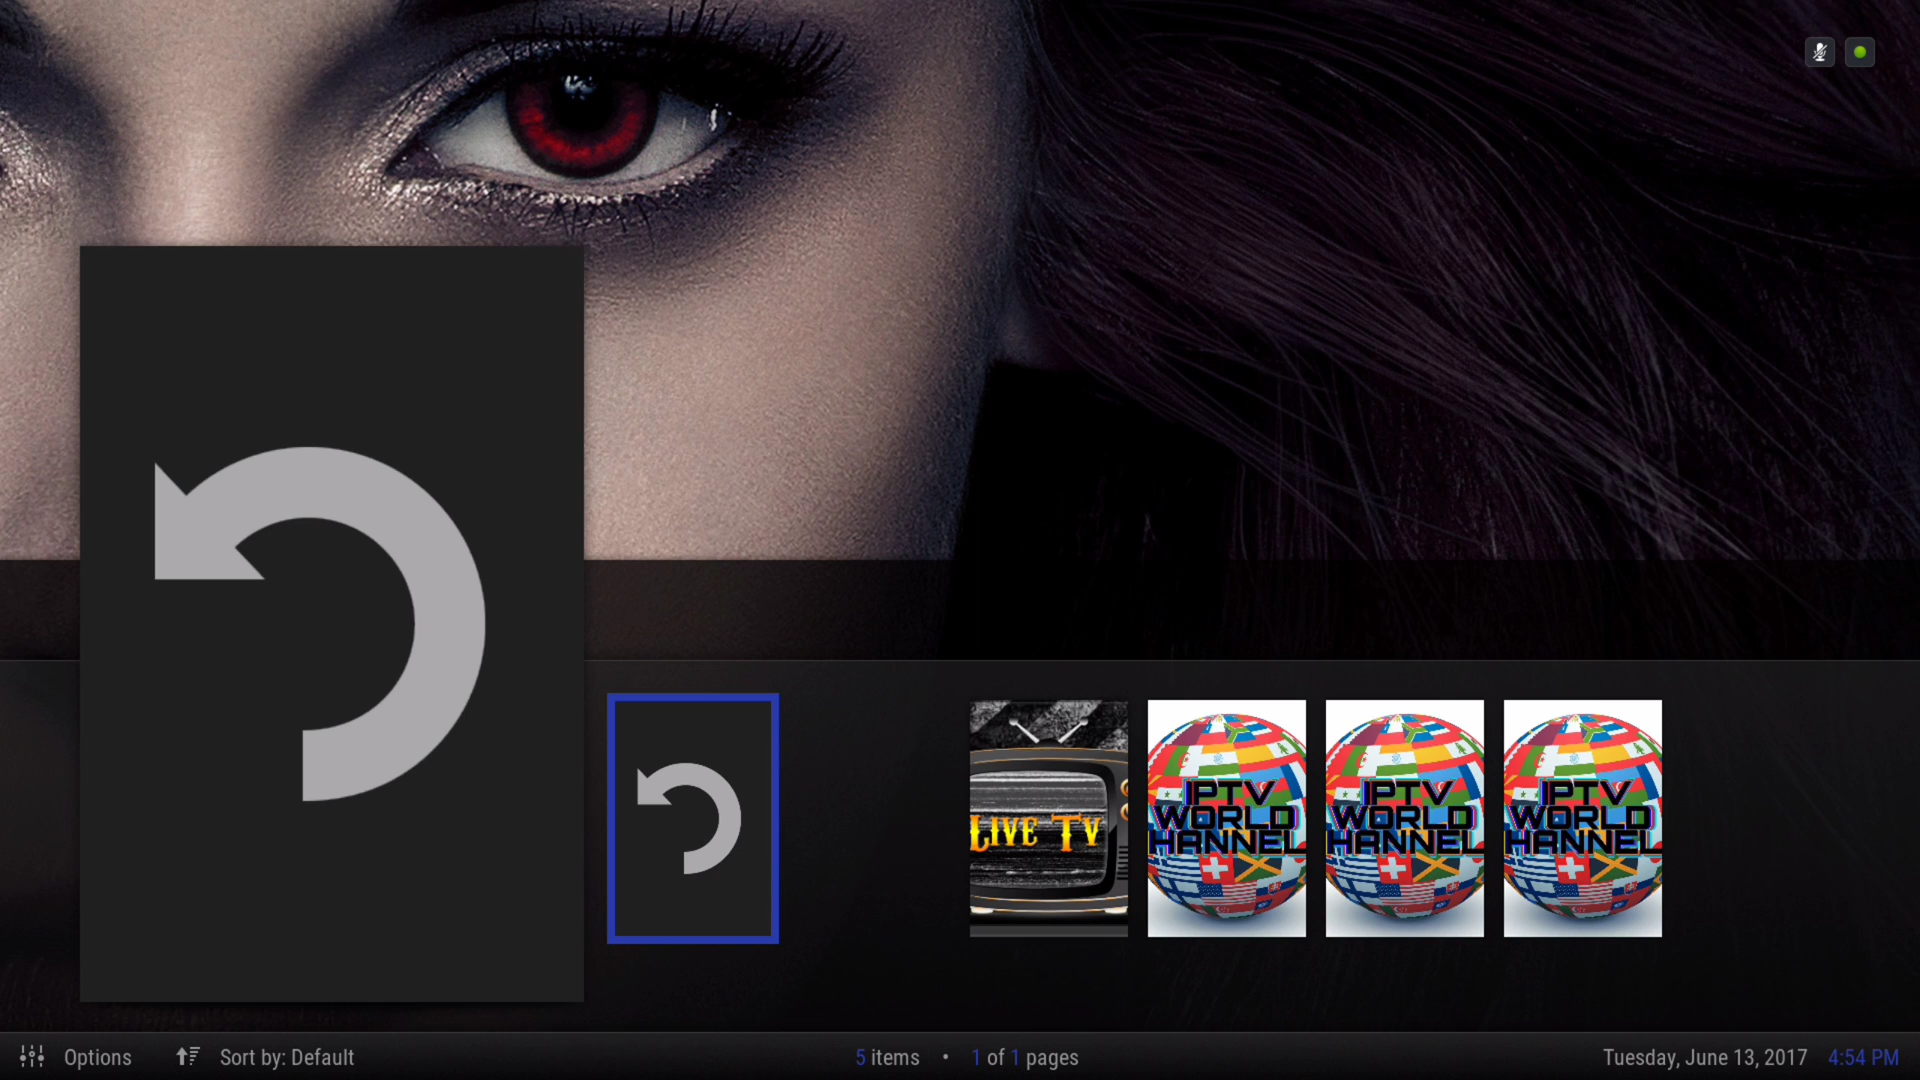 LIVE TV
IPTV
WORLD
HANNEL
IPTV
WORLD
HANNEL
IPTV
WORLD
HANNEL
Options
Sort by: Default
5 items • 1 of 1 pages
Tuesday, June 13, 2017 4:54 PM